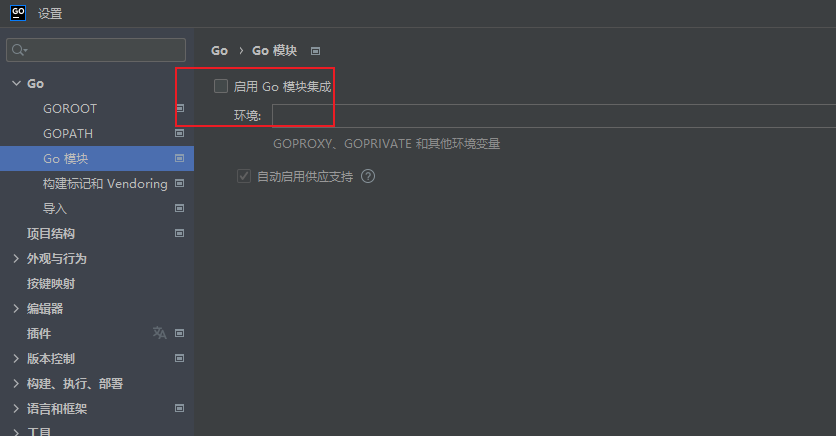 GO 设置
Go › Go 模块
Go
启用 Go 模块集成
GOROOT
环境:
GOPATH
GOPROXY、GOPRIVATE 和其他环境变量
Go 模块
构建标记和 Vendoring
自动启用供应支持 ?
导入
项目结构
外观与行为
按键映射
编辑器
插件
版本控制
构建、执行、部署
语言和框架
工具